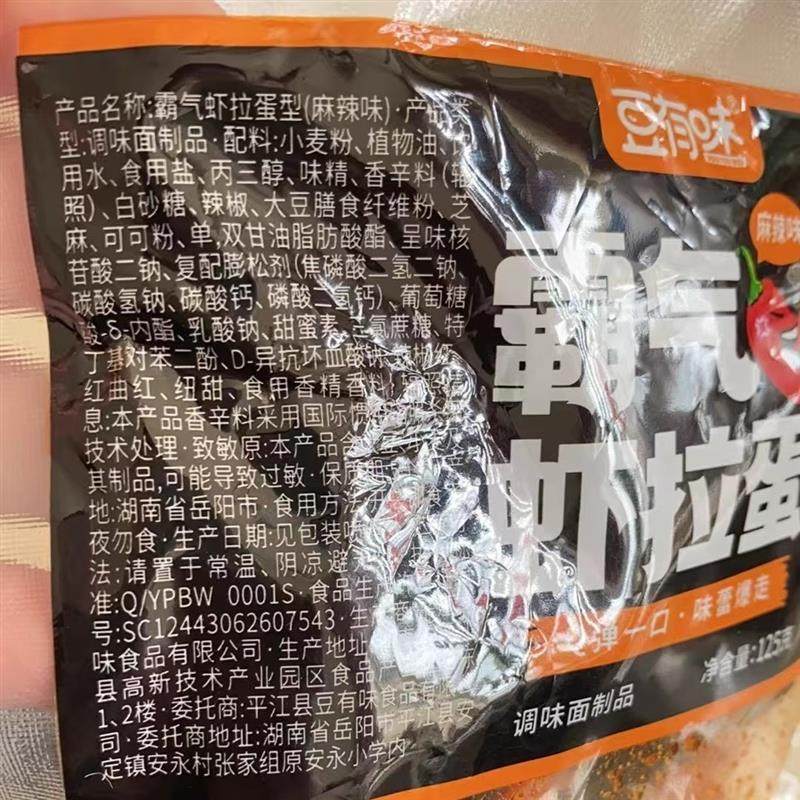 产品名称:霸气虾拉蛋型(麻辣味)·产品类
型:调味面制品·配料:小麦粉、植物油、
用水、食用盐、丙三醇、味精、香辛料(辐
照)、白砂糖、辣椒、大豆膳食纤维粉、芝
麻、可可粉、单,双甘油脂肪酸酯、呈味核
苷酸二钠、复配膨松剂(焦磷酸二氢二钠、
碳酸氢钠、碳酸钙、磷酸二氢钙)、葡萄糖
酸-δ-内酯、乳酸钠、甜蜜素、三氯蔗糖、特
丁基对苯二酚、D-异抗坏血酸钠、
红曲红、纽甜、食用香精香料
息:本产品香辛料采用国际
技术处理·致敏原:本产品含
其制品,可能导致过敏·保质期
地:湖南省岳阳市·食用方法
夜勿食·生产日期:见包装
法:请置于常温、阴凉避
准:Q/YPBW 0001S·食品生
号:SC12443062607543·生
味食品有限公司·生产地址
县高新技术产业园区食品产
1、2楼·委托商:平江县豆有味食品有限
司·委托商地址:湖南省岳阳市平江县安
定镇安永村张家组原安永小学内
豆有味
麻辣味
霸气
虾拉蛋
弹一口·味蕾爆走
调味面制品
净含量:125克